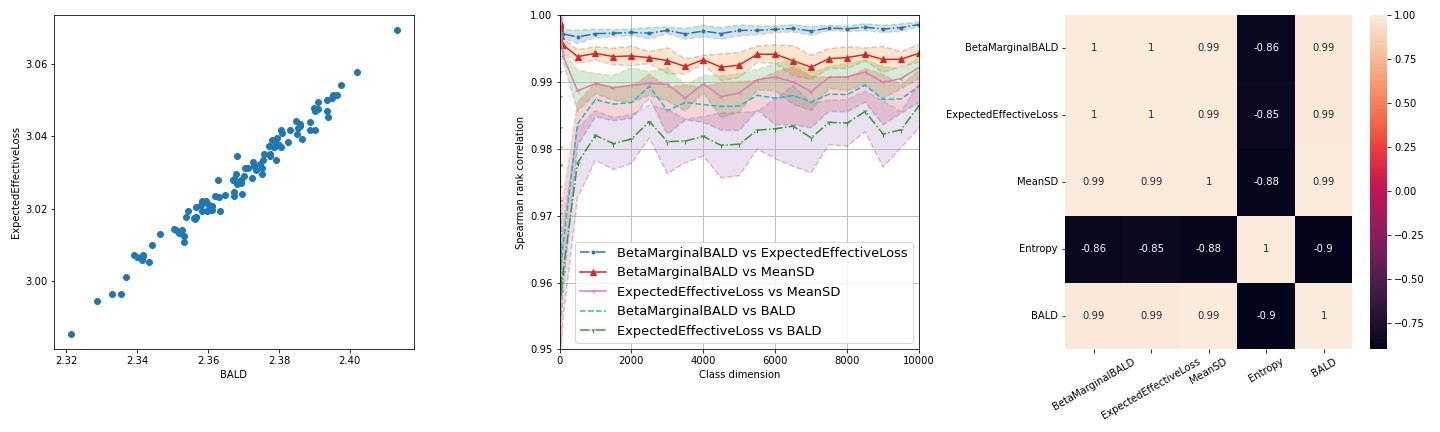 3.06
3.04
3.02
3.00
ExpectedEffectiveLoss
2.32 2.34 2.36 2.38 2.40
BALD
1.00
0.99
0.98
0.97
0.96
0.95
Spearman rank correlation
BetaMarginalBALD vs ExpectedEffectiveLoss
BetaMarginalBALD vs MeanSD
ExpectedEffectiveLoss vs MeanSD
BetaMarginalBALD vs BALD
ExpectedEffectiveLoss vs BALD
0 2000 4000 6000 8000 10000
Class dimension
BetaMarginalBALD 1 1 0.99 -0.86 0.99
ExpectedEffectiveLoss 1 1 0.99 -0.85 0.99
MeanSD 0.99 0.99 1 -0.88 0.99
Entropy -0.86 -0.85 -0.88 1 -0.9
BALD 0.99 0.99 0.99 -0.9 1
BetaMarginalBALD ExpectedEffectiveLoss MeanSD Entropy BALD
1.00
0.75
0.50
0.25
0.00
−0.25
−0.50
−0.75